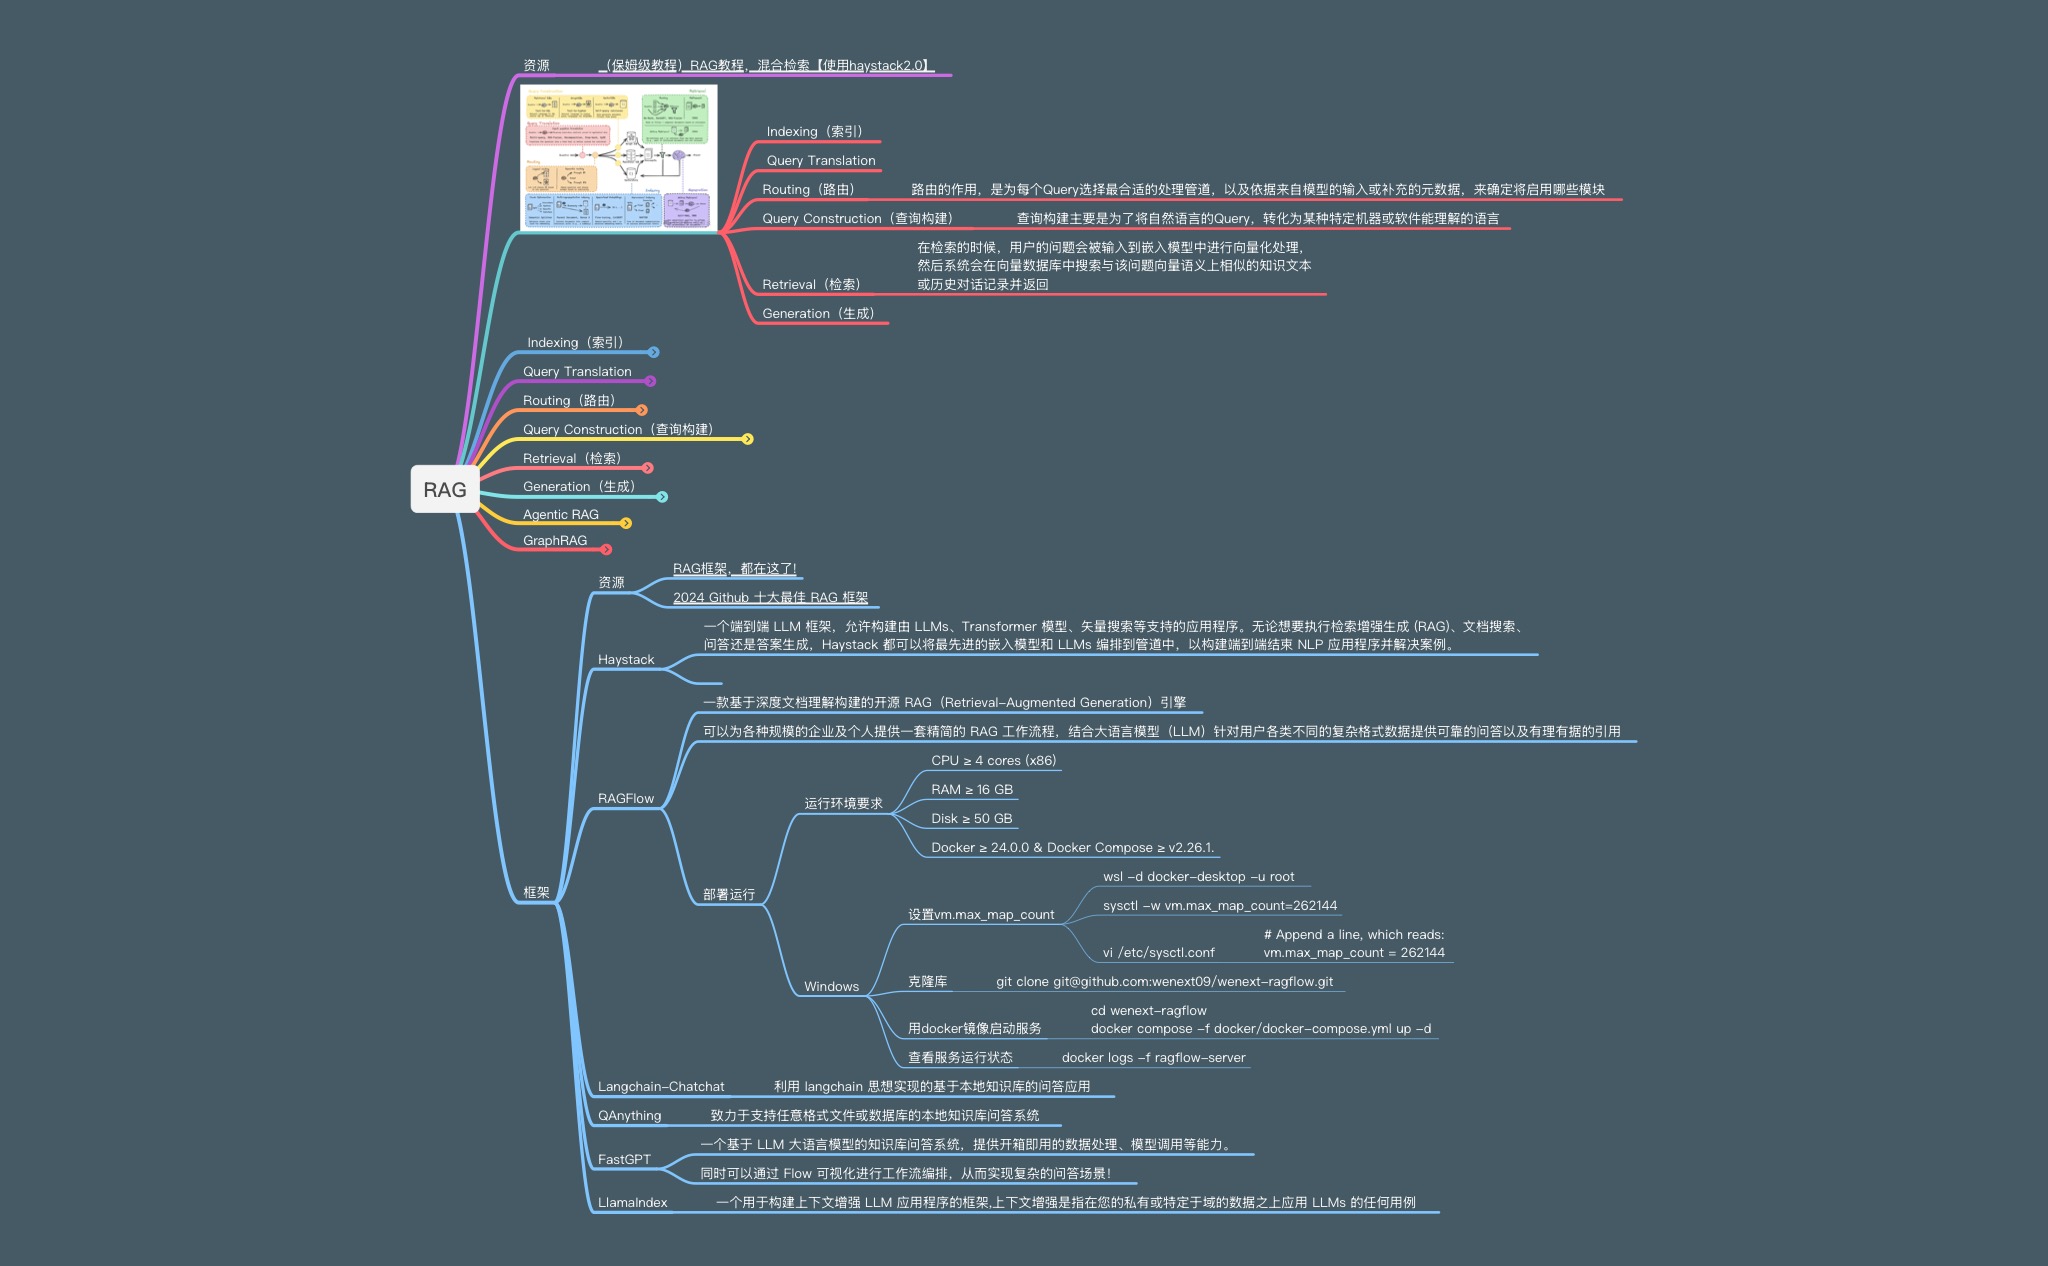 资源
（保姆级教程）RAG教程，混合检索【使用haystack2.0】
Indexing（索引）
Query Translation
Routing（路由）
路由的作用，是为每个Query选择最合适的处理管道，以及依据来自模型的输入或补充的元数据，来确定将启用哪些模块
Query Construction（查询构建）
查询构建主要是为了将自然语言的Query，转化为某种特定机器或软件能理解的语言
Retrieval（检索）
在检索的时候，用户的问题会被输入到嵌入模型中进行向量化处理，
然后系统会在向量数据库中搜索与该问题向量语义上相似的知识文本
或历史对话记录并返回
Generation（生成）
RAG
Indexing（索引）
Query Translation
Routing（路由）
Query Construction（查询构建）
Retrieval（检索）
Generation（生成）
Agentic RAG
GraphRAG
框架
资源
RAG框架，都在这了!
2024 Github 十大最佳 RAG 框架
Haystack
一个端到端 LLM 框架，允许构建由 LLMs、Transformer 模型、矢量搜索等支持的应用程序。无论想要执行检索增强生成 (RAG)、文档搜索、
问答还是答案生成，Haystack 都可以将最先进的嵌入模型和 LLMs 编排到管道中，以构建端到端结束 NLP 应用程序并解决案例。
RAGFlow
一款基于深度文档理解构建的开源 RAG（Retrieval-Augmented Generation）引擎
可以为各种规模的企业及个人提供一套精简的 RAG 工作流程，结合大语言模型（LLM）针对用户各类不同的复杂格式数据提供可靠的问答以及有理有据的引用
部署运行
运行环境要求
CPU ≥ 4 cores (x86)
RAM ≥ 16 GB
Disk ≥ 50 GB
Docker ≥ 24.0.0 & Docker Compose ≥ v2.26.1.
Windows
设置vm.max_map_count
wsl -d docker-desktop -u root
sysctl -w vm.max_map_count=262144
vi /etc/sysctl.conf
# Append a line, which reads:
vm.max_map_count = 262144
克隆库
git clone git@github.com:wenext09/wenext-ragflow.git
用docker镜像启动服务
cd wenext-ragflow
docker compose -f docker/docker-compose.yml up -d
查看服务运行状态
docker logs -f ragflow-server
Langchain-Chatchat
利用 langchain 思想实现的基于本地知识库的问答应用
QAnything
致力于支持任意格式文件或数据库的本地知识库问答系统
FastGPT
一个基于 LLM 大语言模型的知识库问答系统，提供开箱即用的数据处理、模型调用等能力。
同时可以通过 Flow 可视化进行工作流编排，从而实现复杂的问答场景！
LlamaIndex
一个用于构建上下文增强 LLM 应用程序的框架,上下文增强是指在您的私有或特定于域的数据之上应用 LLMs 的任何用例